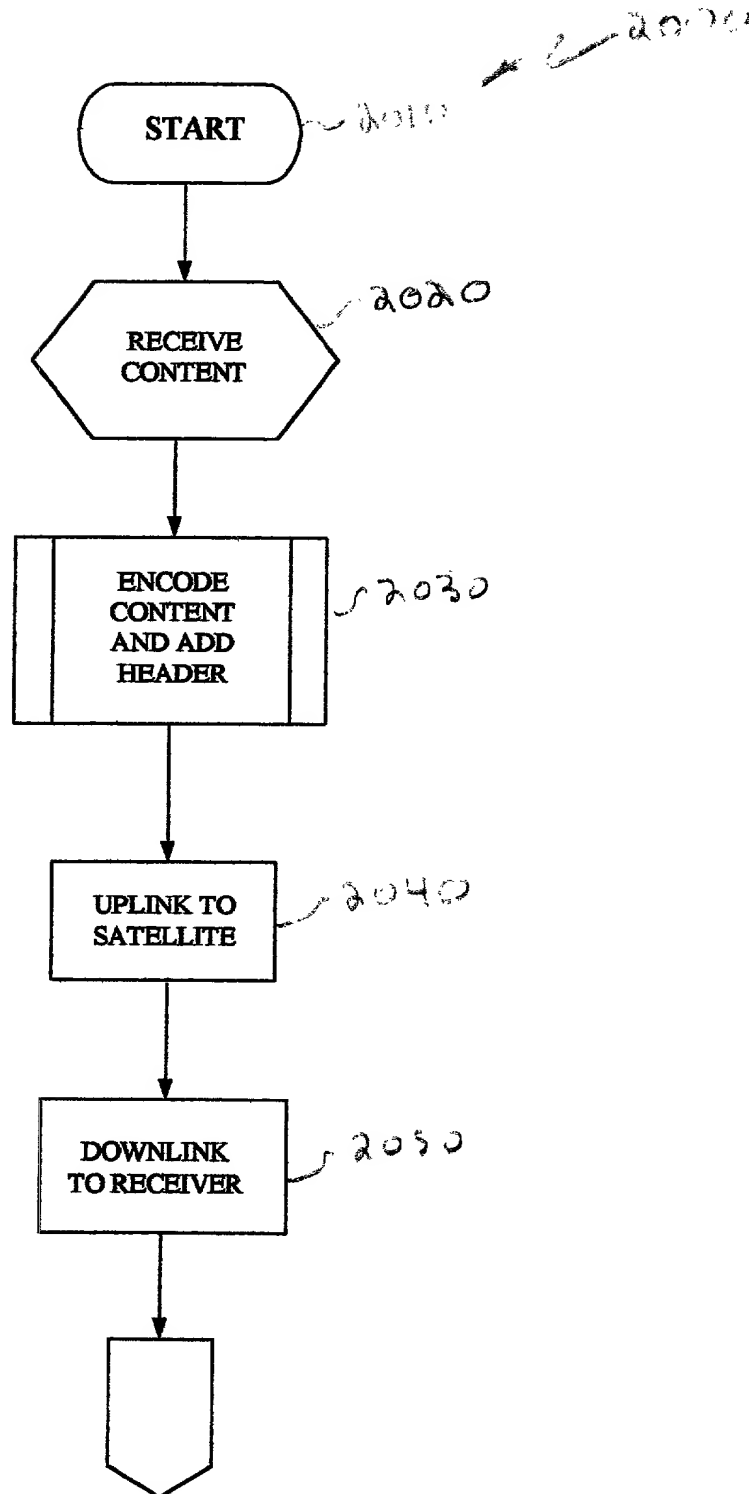 START
2010
RECEIVE
CONTENT
2020
ENCODE
CONTENT
AND ADD
HEADER
2030
UPLINK TO
SATELLITE
2040
DOWNLINK
TO RECEIVER
2050